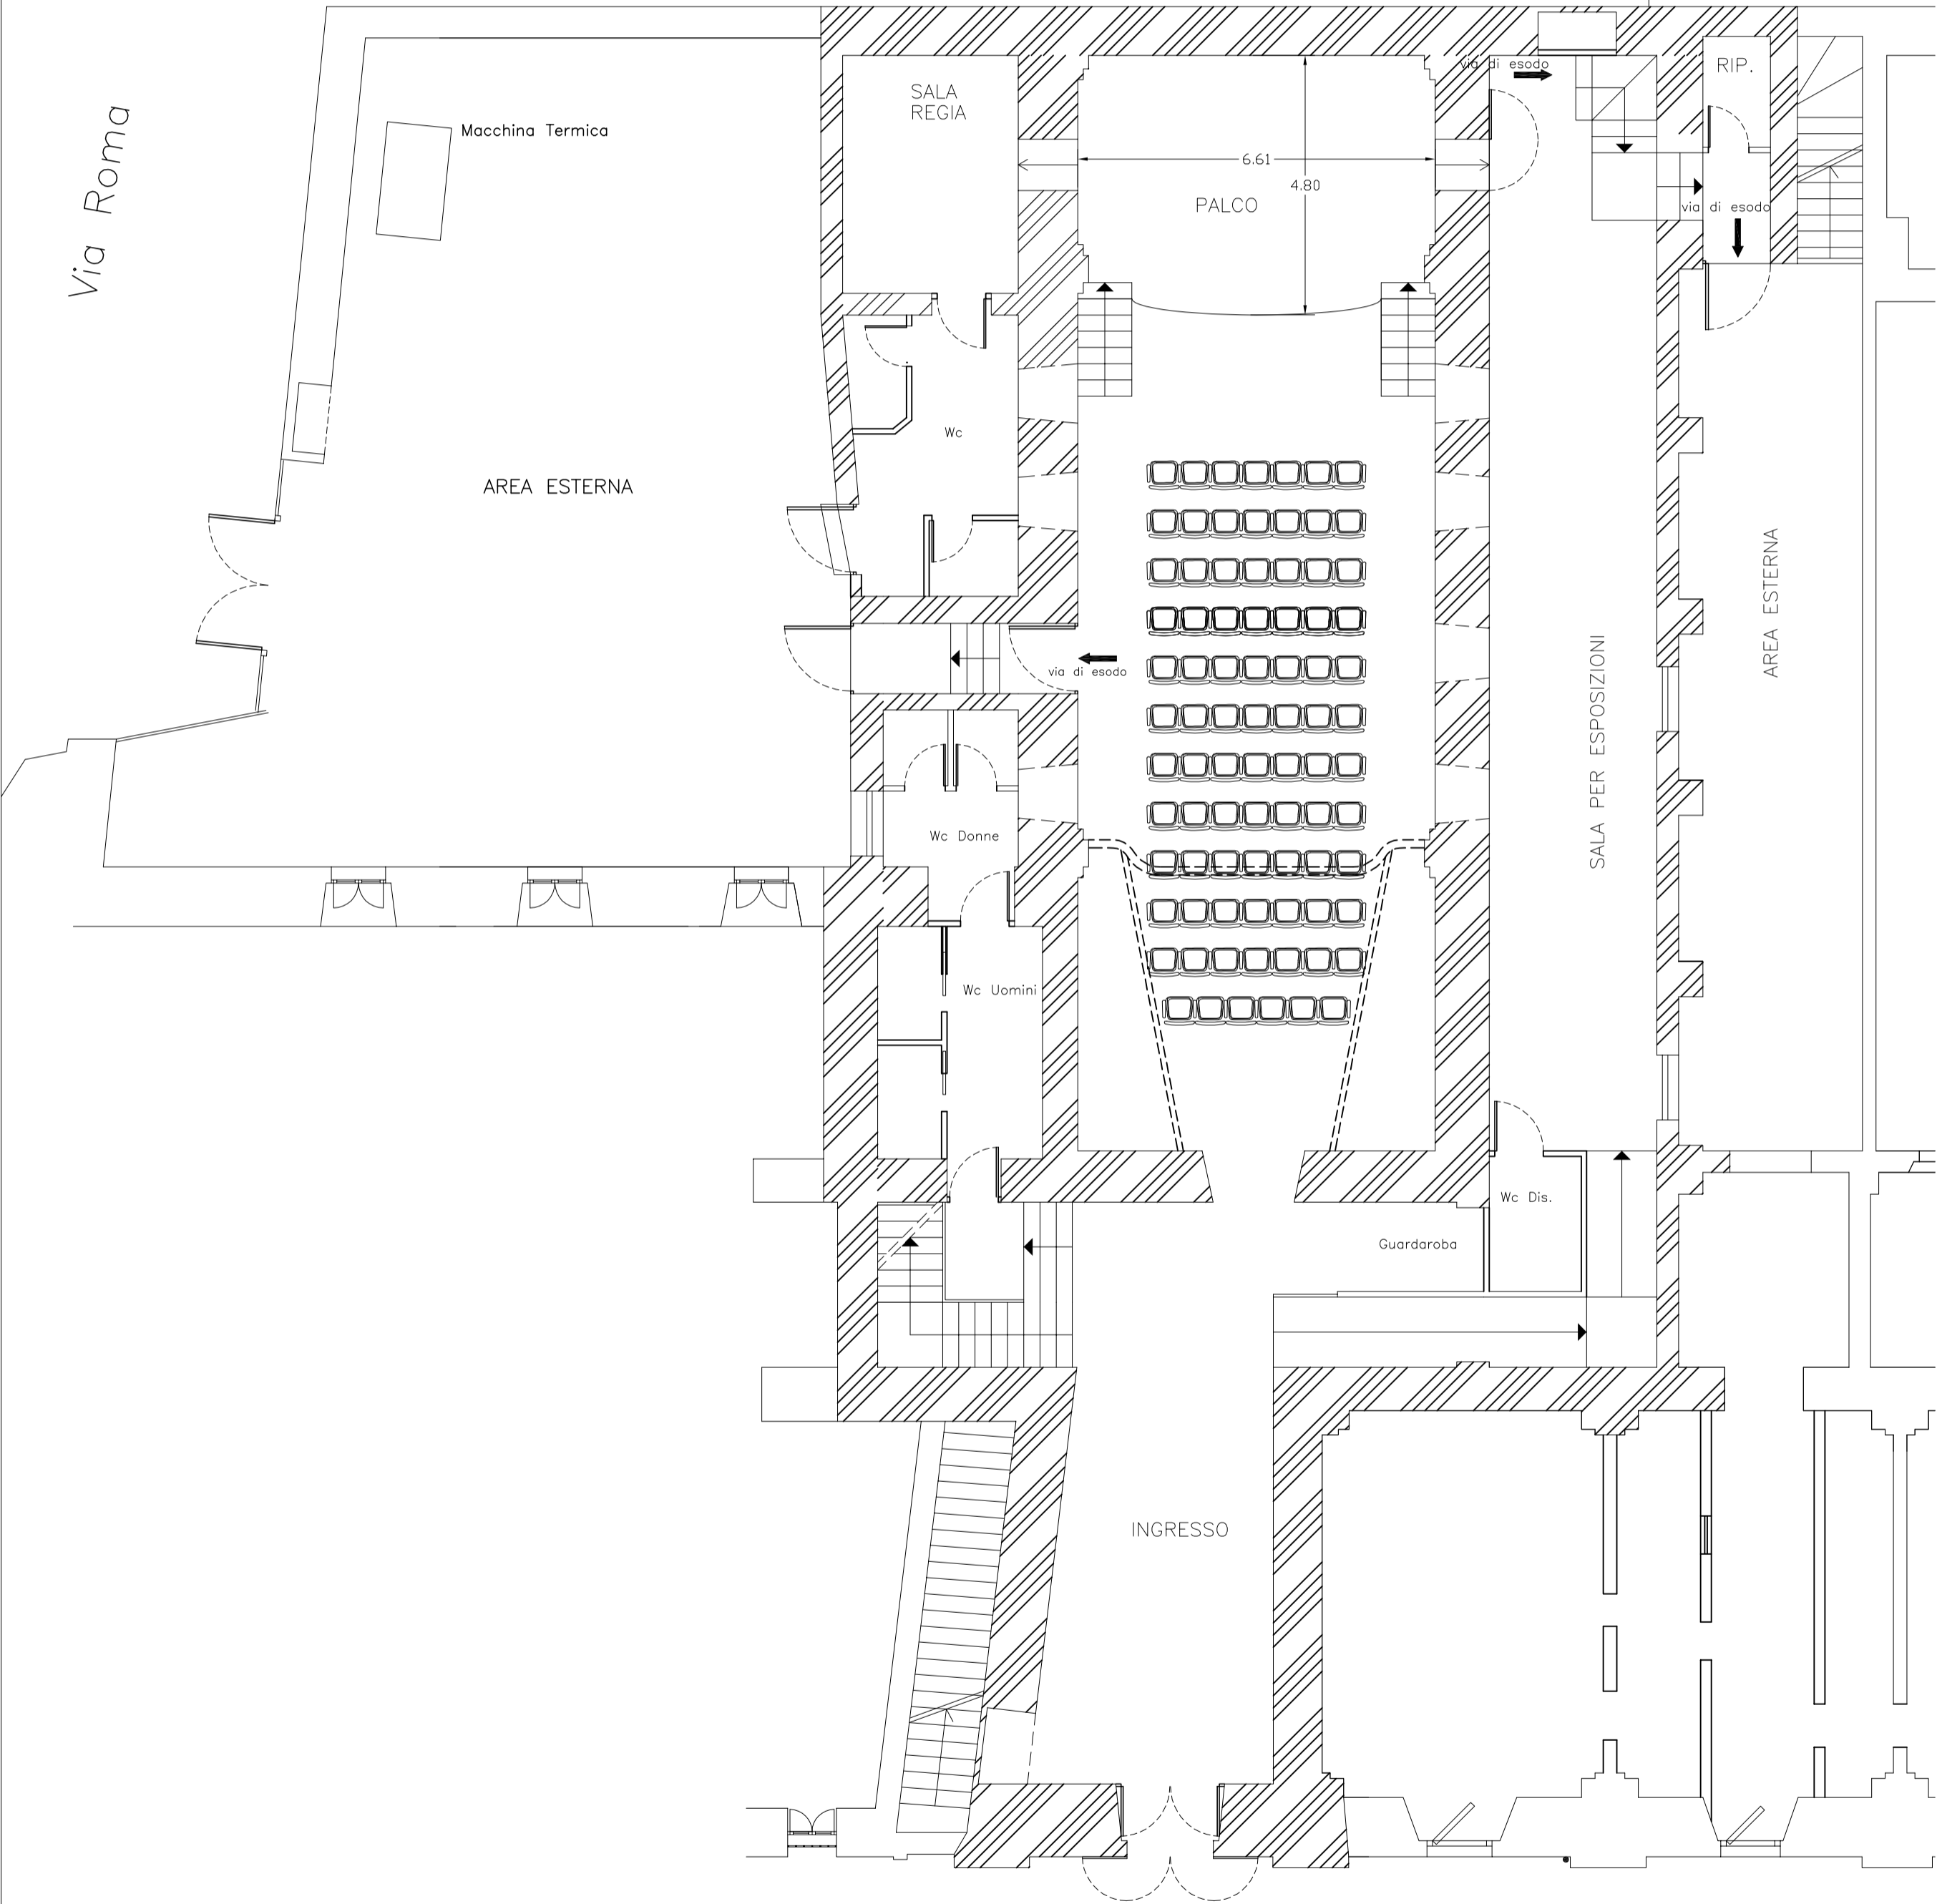 via di esodo
RIP.
SALA
REGIA
Macchina Termica
Via Roma
6.61
4.80
PALCO
via di esodo
Wc
AREA ESTERNA
AREA ESTERNA
via di esodo
SALA PER ESPOSIZIONI
Wc Donne
Wc Uomini
Wc Dis.
Guardaroba
INGRESSO